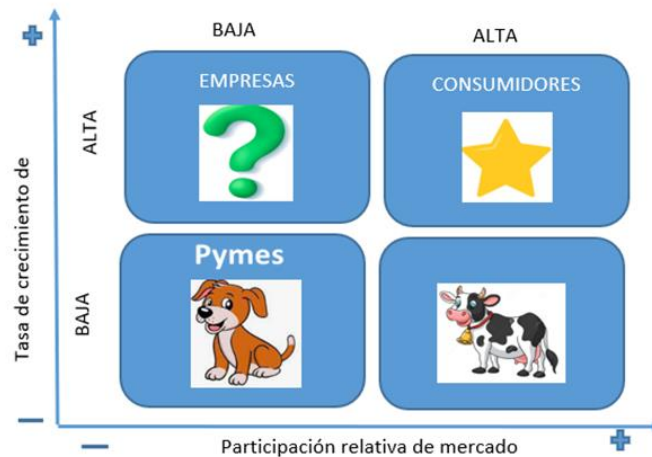 BAJA
ALTA
EMPRESAS
CONSUMIDORES
ALTA
Pymes
BAJA
Tasa de crecimiento de
Participación relativa de mercado